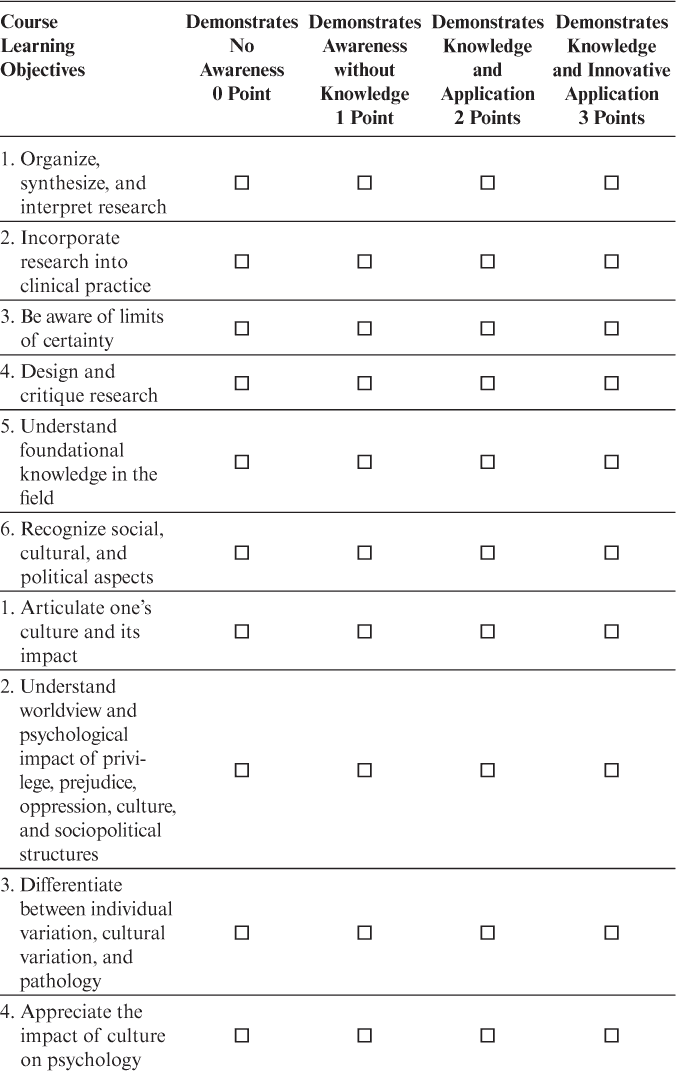 Course Learning Objectives
Demonstrates No Awareness 0 Point
Demonstrates Awareness without Knowledge 1 Point
Demonstrates Knowledge and Application 2 Points
Demonstrates Knowledge and Innovative Application 3 Points
1. Organize,
synthesize, and
interpret research
☐ ☐ ☐ ☐
2. Incorporate
research into
clinical practice
☐ ☐ ☐ ☐
3. Be aware of limits
of certainty
☐ ☐ ☐ ☐
4. Design and
critique research
☐ ☐ ☐ ☐
5. Understand
foundational
knowledge in the
field
☐ ☐ ☐ ☐
6. Recognize social,
cultural, and
political aspects
☐ ☐ ☐ ☐
1. Articulate one’s
culture and its
impact
☐ ☐ ☐ ☐
2. Understand
worldview and
psychological
impact of privi-
lege, prejudice,
oppression, culture,
and sociopolitical
structures
☐ ☐ ☐ ☐
3. Differentiate
between individual
variation, cultural
variation, and
pathology
☐ ☐ ☐ ☐
4. Appreciate the
impact of culture
on psychology
☐ ☐ ☐ ☐